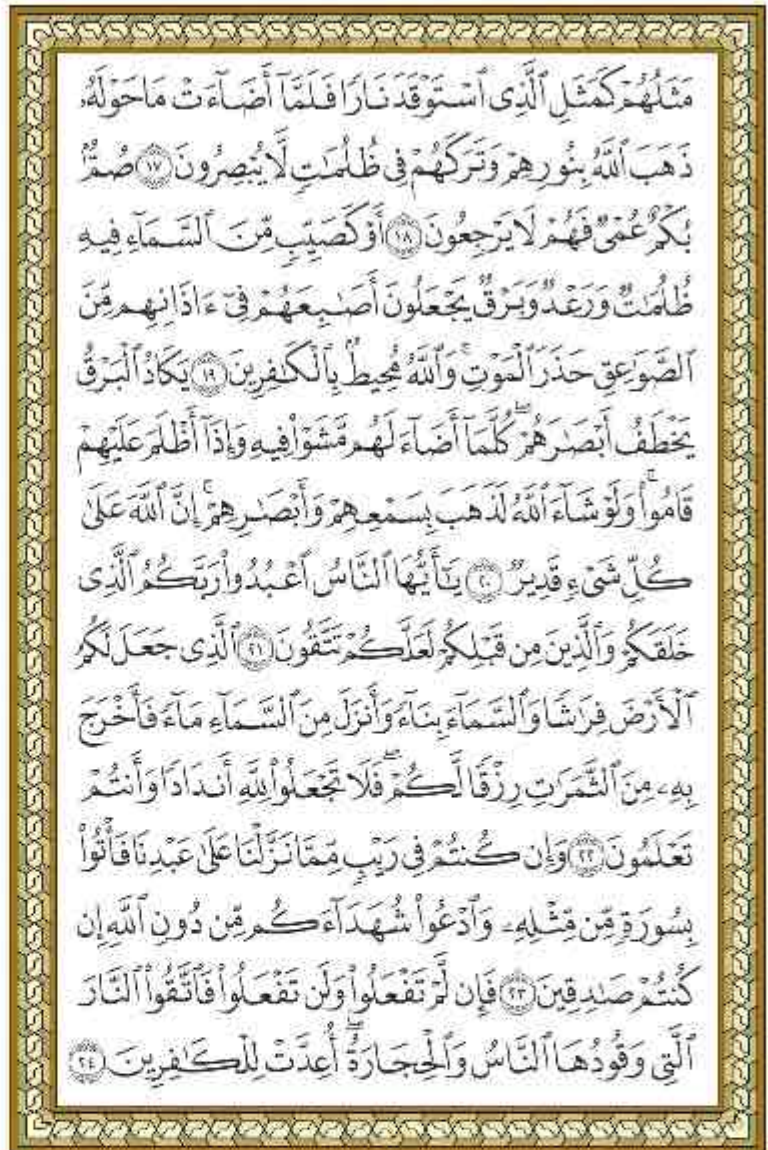 مَثَلُهُمْ كَمَثَلِ ٱلَّذِى ٱسْتَوْقَدَ نَارًا فَلَمَّآ أَضَآءَتْ مَا حَوْلَهُۥ
ذَهَبَ ٱللَّهُ بِنُورِهِمْ وَتَرَكَهُمْ فِى ظُلُمَٰتٍ لَّا يُبْصِرُونَ ١٧ صُمٌّۢ
بُكْمٌ عُمْىٌ فَهُمْ لَا يَرْجِعُونَ ١٨ أَوْ كَصَيِّبٍ مِّنَ ٱلسَّمَآءِ فِيهِ
ظُلُمَٰتٌ وَرَعْدٌ وَبَرْقٌ يَجْعَلُونَ أَصَٰبِعَهُمْ فِىٓ ءَاذَانِهِم مِّنَ
ٱلصَّوَٰعِقِ حَذَرَ ٱلْمَوْتِ ۚ وَٱللَّهُ مُحِيطٌۢ بِٱلْكَٰفِرِينَ ١٩ يَكَادُ ٱلْبَرْقُ
يَخْطَفُ أَبْصَٰرَهُمْ ۖ كُلَّمَآ أَضَآءَ لَهُم مَّشَوْا۟ فِيهِ وَإِذَآ أَظْلَمَ عَلَيْهِمْ
قَامُوا۟ ۚ وَلَوْ شَآءَ ٱللَّهُ لَذَهَبَ بِسَمْعِهِمْ وَأَبْصَٰرِهِمْ ۚ إِنَّ ٱللَّهَ عَلَىٰ
كُلِّ شَىْءٍ قَدِيرٌ ٢٠ يَٰٓأَيُّهَا ٱلنَّاسُ ٱعْبُدُوا۟ رَبَّكُمُ ٱلَّذِى
خَلَقَكُمْ وَٱلَّذِينَ مِن قَبْلِكُمْ لَعَلَّكُمْ تَتَّقُونَ ٢١ ٱلَّذِى جَعَلَ لَكُمُ
ٱلْأَرْضَ فِرَٰشًا وَٱلسَّمَآءَ بِنَآءً وَأَنزَلَ مِنَ ٱلسَّمَآءِ مَآءً فَأَخْرَجَ
بِهِۦ مِنَ ٱلثَّمَرَٰتِ رِزْقًا لَّكُمْ ۖ فَلَا تَجْعَلُوا۟ لِلَّهِ أَندَادًا وَأَنتُمْ
تَعْلَمُونَ ٢٢ وَإِن كُنتُمْ فِى رَيْبٍ مِّمَّا نَزَّلْنَا عَلَىٰ عَبْدِنَا فَأْتُوا۟
بِسُورَةٍ مِّن مِّثْلِهِۦ وَٱدْعُوا۟ شُهَدَآءَكُم مِّن دُونِ ٱللَّهِ إِن
كُنتُمْ صَٰدِقِينَ ٢٣ فَإِن لَّمْ تَفْعَلُوا۟ وَلَن تَفْعَلُوا۟ فَٱتَّقُوا۟ ٱلنَّارَ
ٱلَّتِى وَقُودُهَا ٱلنَّاسُ وَٱلْحِجَارَةُ ۖ أُعِدَّتْ لِلْكَٰفِرِينَ ٢٤